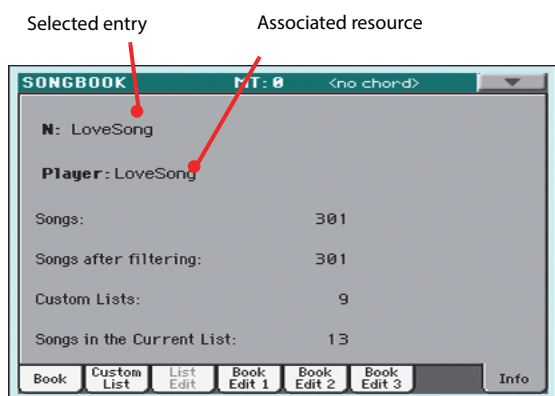 Selected entry Associated resource
SONGBOOK MT: 0 <no chord>
N: LoveSong
Player: LoveSong
Songs: 301
Songs after filtering: 301
Custom Lists: 9
Songs in the Current List: 13
Book Custom List List Edit Book Edit 1 Book Edit 2 Book Edit 3 Info